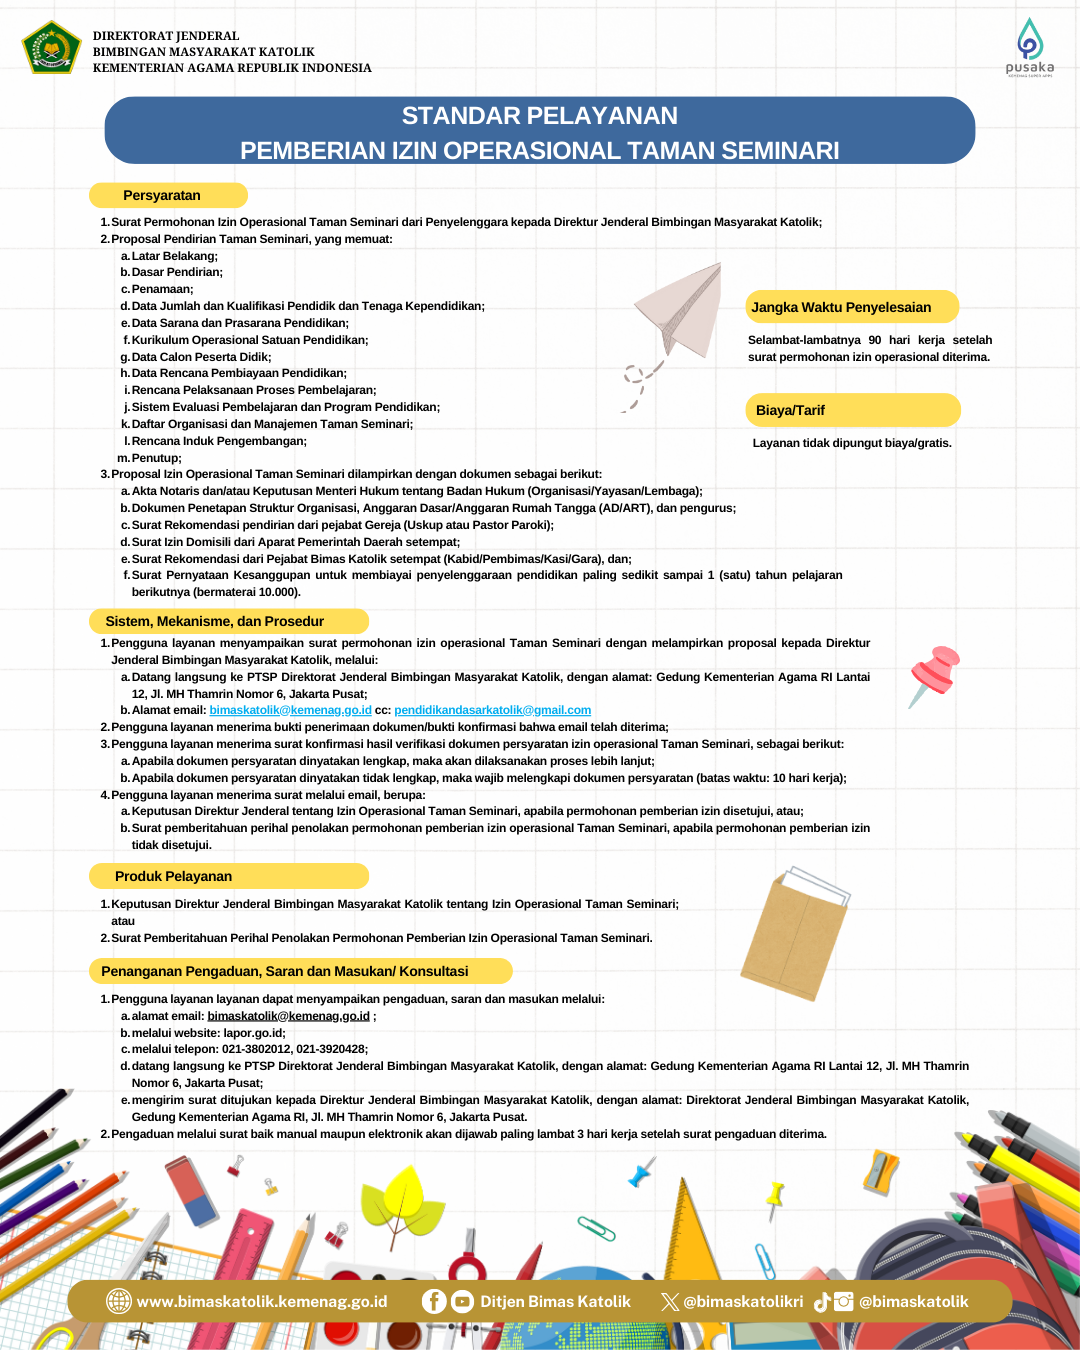 DIREKTORAT JENDERAL
BIMBINGAN MASYARAKAT KATOLIK
KEMENTERIAN AGAMA REPUBLIK INDONESIA
pusaka
KEMENAG SUPER APPS
STANDAR PELAYANAN
PEMBERIAN IZIN OPERASIONAL TAMAN SEMINARI
Persyaratan
1. Surat Permohonan Izin Operasional Taman Seminari dari Penyelenggara kepada Direktur Jenderal Bimbingan Masyarakat Katolik;
2. Proposal Pendirian Taman Seminari, yang memuat:
a. Latar Belakang;
b. Dasar Pendirian;
c. Penamaan;
d. Data Jumlah dan Kualifikasi Pendidik dan Tenaga Kependidikan;
e. Data Sarana dan Prasarana Pendidikan;
f. Kurikulum Operasional Satuan Pendidikan;
g. Data Calon Peserta Didik;
h. Data Rencana Pembiayaan Pendidikan;
i. Rencana Pelaksanaan Proses Pembelajaran;
j. Sistem Evaluasi Pembelajaran dan Program Pendidikan;
k. Daftar Organisasi dan Manajemen Taman Seminari;
l. Rencana Induk Pengembangan;
m. Penutup;
3. Proposal Izin Operasional Taman Seminari dilampirkan dengan dokumen sebagai berikut:
a. Akta Notaris dan/atau Keputusan Menteri Hukum tentang Badan Hukum (Organisasi/Yayasan/Lembaga);
b. Dokumen Penetapan Struktur Organisasi, Anggaran Dasar/Anggaran Rumah Tangga (AD/ART), dan pengurus;
c. Surat Rekomendasi pendirian dari pejabat Gereja (Uskup atau Pastor Paroki);
d. Surat Izin Domisili dari Aparat Pemerintah Daerah setempat;
e. Surat Rekomendasi dari Pejabat Bimas Katolik setempat (Kabid/Pembimas/Kasi/Gara), dan;
f. Surat Pernyataan Kesanggupan untuk membiayai penyelenggaraan pendidikan paling sedikit sampai 1 (satu) tahun pelajaran
berikutnya (bermaterai 10.000).
Jangka Waktu Penyelesaian
Selambat-lambatnya 90 hari kerja setelah
surat permohonan izin operasional diterima.
Biaya/Tarif
Layanan tidak dipungut biaya/gratis.
Sistem, Mekanisme, dan Prosedur
1. Pengguna layanan menyampaikan surat permohonan izin operasional Taman Seminari dengan melampirkan proposal kepada Direktur
Jenderal Bimbingan Masyarakat Katolik, melalui:
a. Datang langsung ke PTSP Direktorat Jenderal Bimbingan Masyarakat Katolik, dengan alamat: Gedung Kementerian Agama RI Lantai
12, Jl. MH Thamrin Nomor 6, Jakarta Pusat;
b. Alamat email: bimaskatolik@kemenag.go.id cc: pendidikandasarkatolik@gmail.com
2. Pengguna layanan menerima bukti penerimaan dokumen/bukti konfirmasi bahwa email telah diterima;
3. Pengguna layanan menerima surat konfirmasi hasil verifikasi dokumen persyaratan izin operasional Taman Seminari, sebagai berikut:
a. Apabila dokumen persyaratan dinyatakan lengkap, maka akan dilaksanakan proses lebih lanjut;
b. Apabila dokumen persyaratan dinyatakan tidak lengkap, maka wajib melengkapi dokumen persyaratan (batas waktu: 10 hari kerja);
4. Pengguna layanan menerima surat melalui email, berupa:
a. Keputusan Direktur Jenderal tentang Izin Operasional Taman Seminari, apabila permohonan pemberian izin disetujui, atau;
b. Surat pemberitahuan perihal penolakan permohonan pemberian izin operasional Taman Seminari, apabila permohonan pemberian izin
tidak disetujui.
Produk Pelayanan
1. Keputusan Direktur Jenderal Bimbingan Masyarakat Katolik tentang Izin Operasional Taman Seminari;
atau
2. Surat Pemberitahuan Perihal Penolakan Permohonan Pemberian Izin Operasional Taman Seminari.
Penanganan Pengaduan, Saran dan Masukan/ Konsultasi
1. Pengguna layanan layanan dapat menyampaikan pengaduan, saran dan masukan melalui:
a. alamat email: bimaskatolik@kemenag.go.id ;
b. melalui website: lapor.go.id;
c. melalui telepon: 021-3802012, 021-3920428;
d. datang langsung ke PTSP Direktorat Jenderal Bimbingan Masyarakat Katolik, dengan alamat: Gedung Kementerian Agama RI Lantai 12, Jl. MH Thamrin
Nomor 6, Jakarta Pusat;
e. mengirim surat ditujukan kepada Direktur Jenderal Bimbingan Masyarakat Katolik, dengan alamat: Direktorat Jenderal Bimbingan Masyarakat Katolik,
Gedung Kementerian Agama RI, Jl. MH Thamrin Nomor 6, Jakarta Pusat.
2. Pengaduan melalui surat baik manual maupun elektronik akan dijawab paling lambat 3 hari kerja setelah surat pengaduan diterima.
www.bimaskatolik.kemenag.go.id Ditjen Bimas Katolik @bimaskatolikri @bimaskatolik